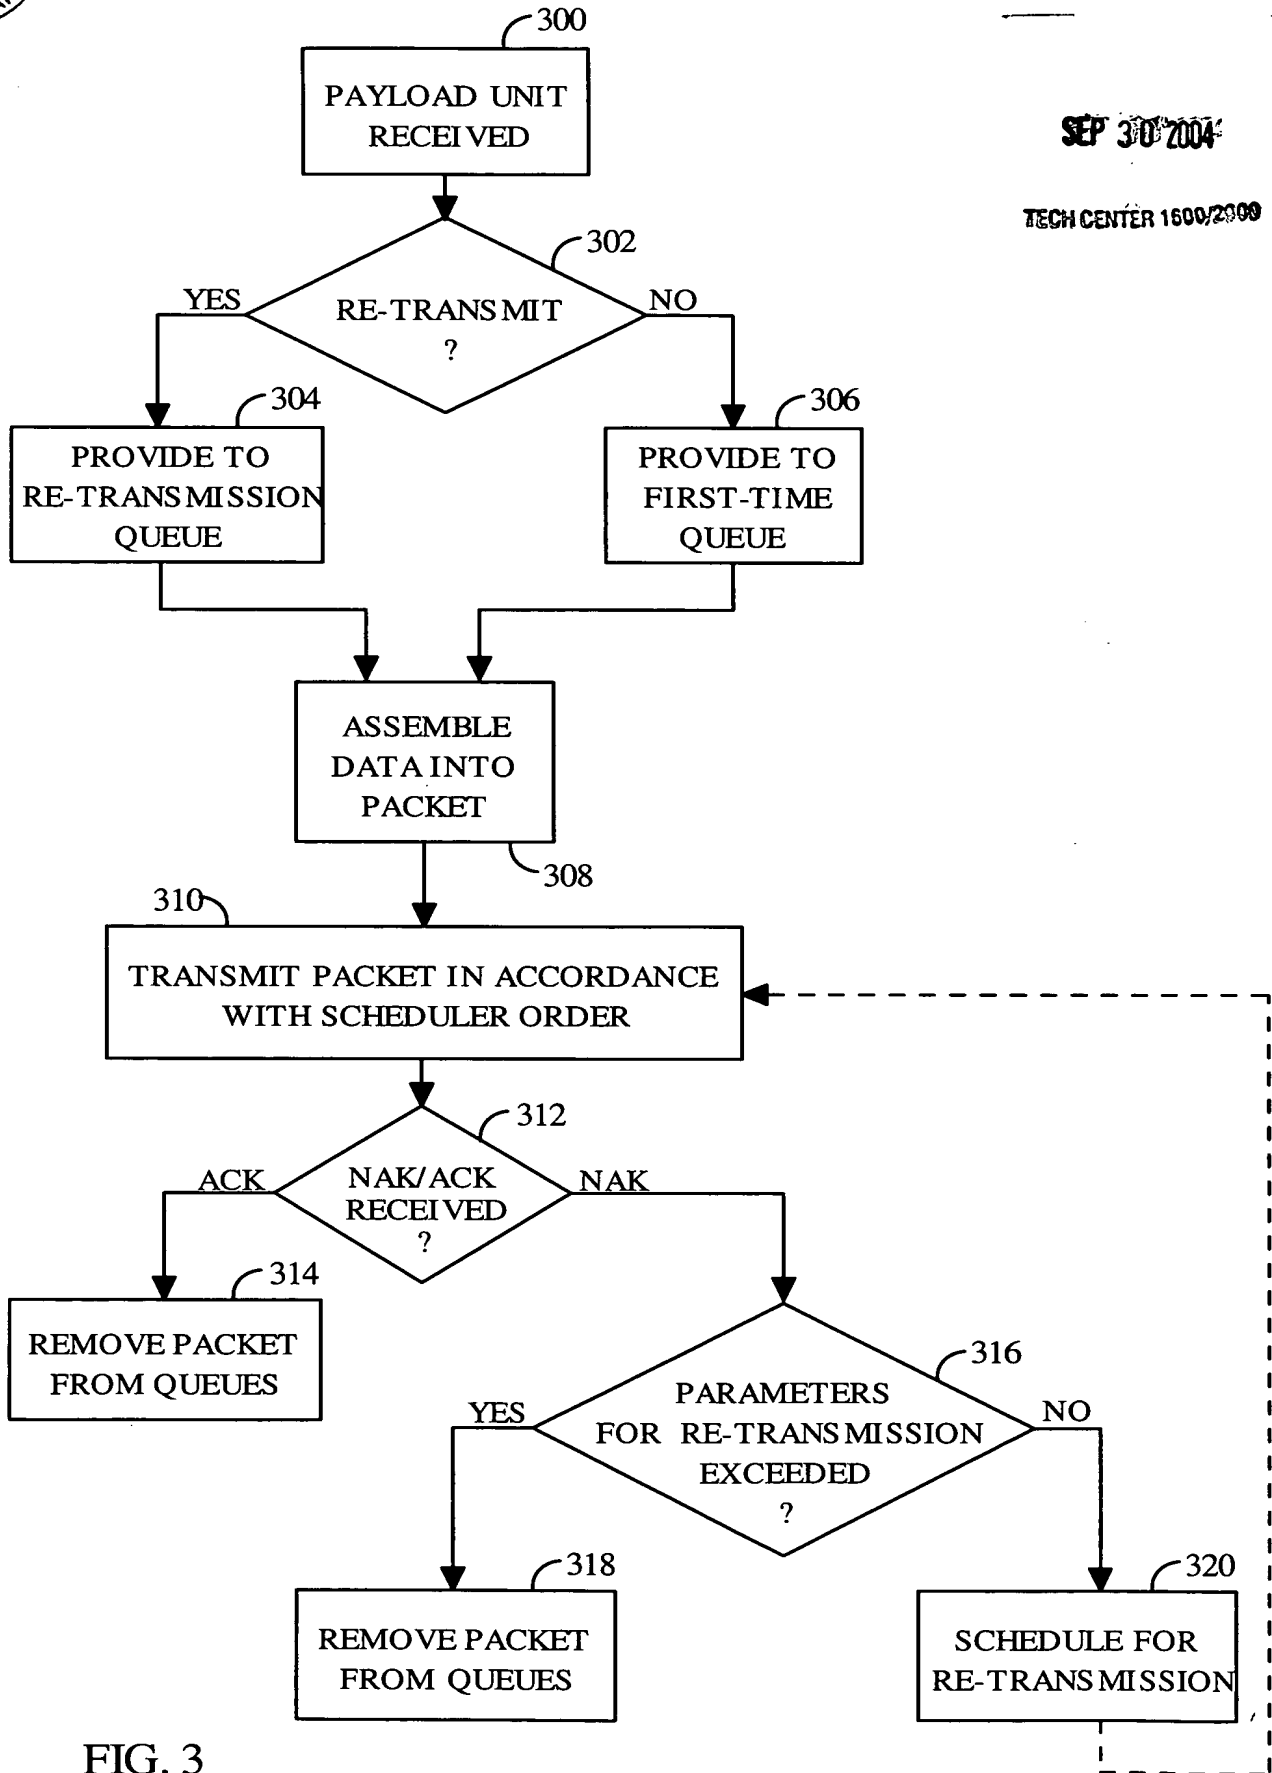 300
PAYLOAD UNIT
RECEIVED
SEP 30 2004
TECH CENTER 1600/2900
302
YES
RE-TRANSMIT
?
NO
304
306
PROVIDE TO
RE-TRANSMISSION
QUEUE
PROVIDE TO
FIRST-TIME
QUEUE
ASSEMBLE
DATA INTO
PACKET
308
310
TRANSMIT PACKET IN ACCORDANCE
WITH SCHEDULER ORDER
312
ACK
NAK/ACK
RECEIVED
?
NAK
314
REMOVE PACKET
FROM QUEUES
316
YES
PARAMETERS
FOR RE-TRANSMISSION
EXCEEDED
?
NO
318
320
REMOVE PACKET
FROM QUEUES
SCHEDULE FOR
RE-TRANSMISSION
FIG. 3